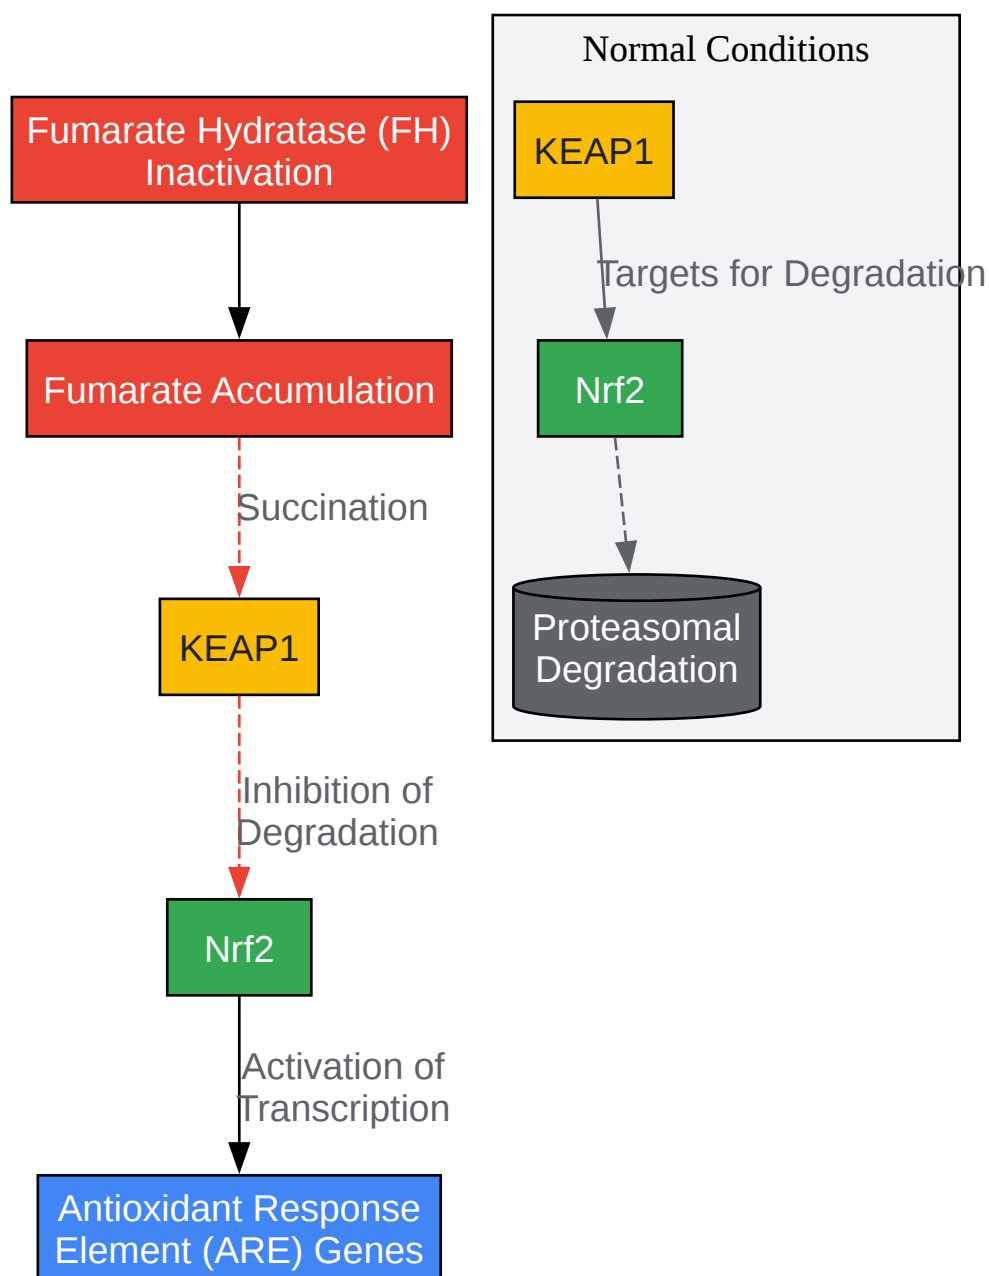 Normal Conditions
Fumarate Hydratase (FH)
Inactivation
KEAP1
Targets for Degradation
Fumarate Accumulation
Nrf2
Succination
Proteasomal
Degradation
KEAP1
Inhibition of
Degradation
Nrf2
Activation of
Transcription
Antioxidant Response
Element (ARE) Genes